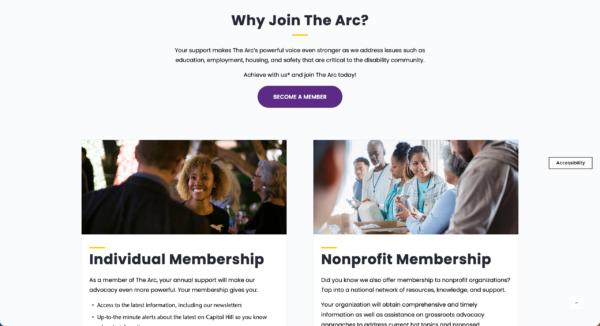 Why Join The Arc?
Your support makes The Arc's powerful voice even stronger as we address issues such as
education, employment, housing, and safety that are critical to the disability community.
Achieve with us® and join The Arc today!
BECOME A MEMBER
Accessibility
Individual Membership
As a member of The Arc, your annual support will make our
advocacy even more powerful. Your membership gives you:
• Access to the latest information, including our newsletters
• Up-to-the minute alerts about the latest on Capitol Hill so you know
Nonprofit Membership
Did you know we also offer membership to nonprofit organizations?
Tap into a national network of resources, knowledge, and support.
Your organization will obtain comprehensive and timely
information as well as assistance on grassroots advocacy
approaches to address current hot topics and proposed